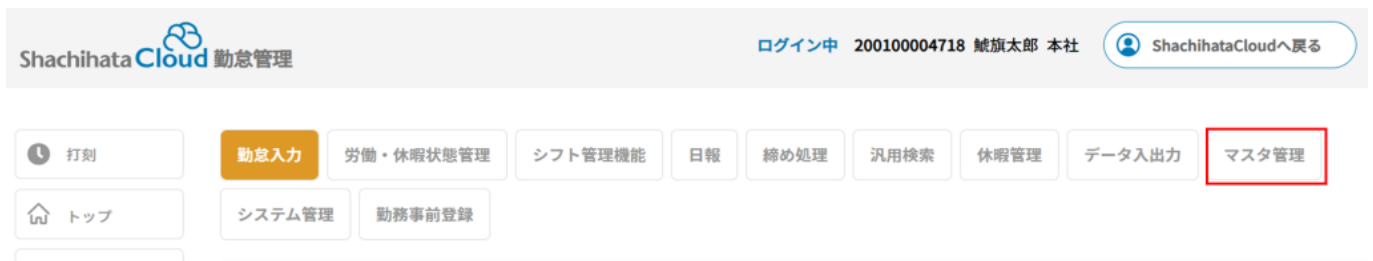 Shachihata Cloud 勤怠管理
ログイン中 200100004718 鯱旗太郎 本社
ShachihataCloudへ戻る
打刻
勤怠入力
労働・休暇状態管理
シフト管理機能
日報
締め処理
汎用検索
休暇管理
データ入出力
マスタ管理
トップ
システム管理
勤務事前登録